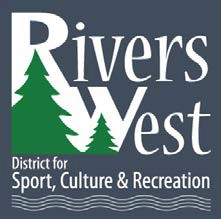 Rivers
West
District for
Sport, Culture & Recreation